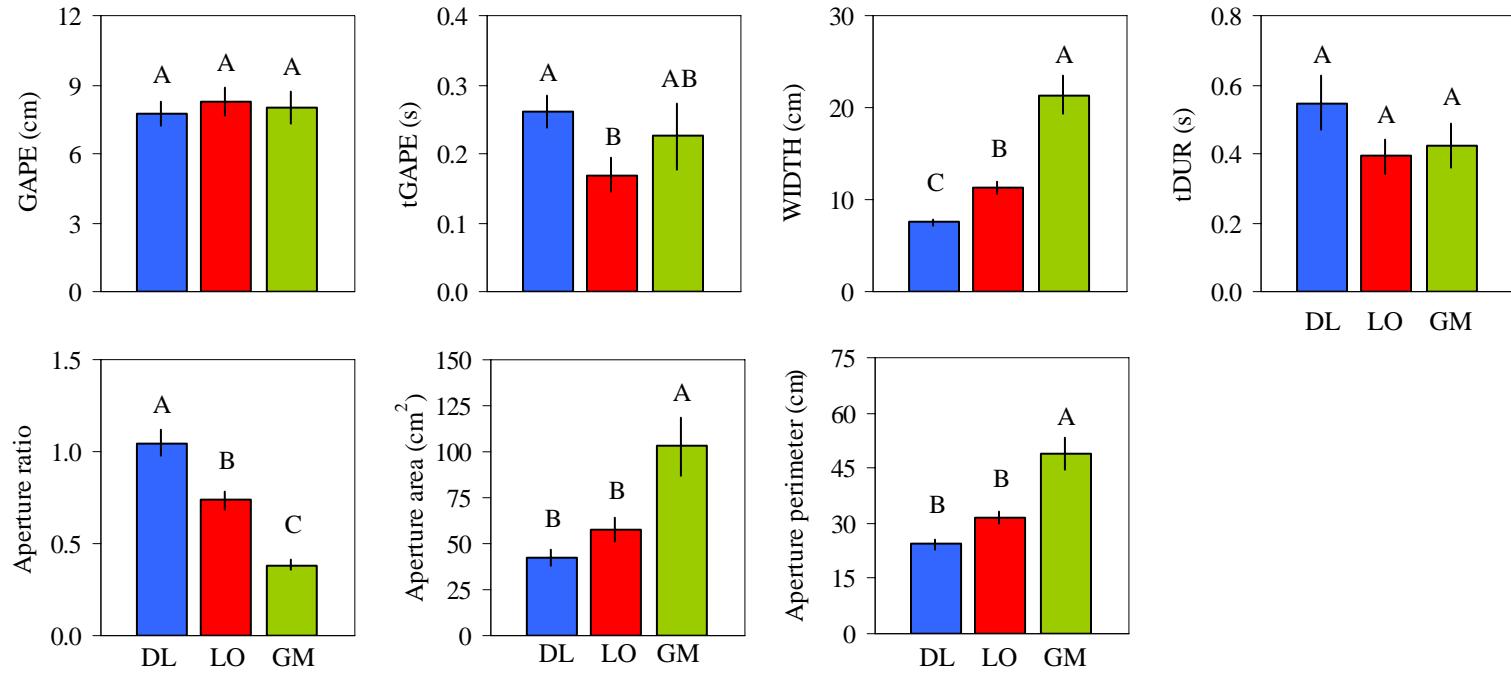 GAPE (cm)
12
9
6
3
0
A
A
A
tGAPE (s)
0.4
0.3
0.2
0.1
0.0
A
B
AB
WIDTH (cm)
30
20
10
0
C
B
A
tDUR (s)
0.8
0.6
0.4
0.2
0.0
A
A
A
DL LO GM
Aperture ratio
1.5
1.0
0.5
0.0
A
B
C
DL LO GM
Aperture area (cm²)
150
125
100
75
50
25
0
B
B
A
DL LO GM
Aperture perimeter (cm)
75
60
45
30
15
0
B
B
A
DL LO GM